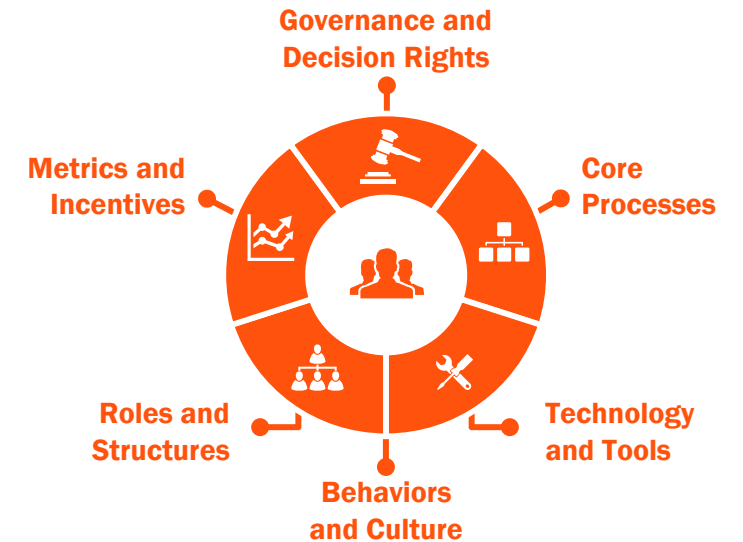 Governance and
Decision Rights
Metrics and
Incentives
Core
Processes
Roles and
Structures
Technology
and Tools
Behaviors
and Culture